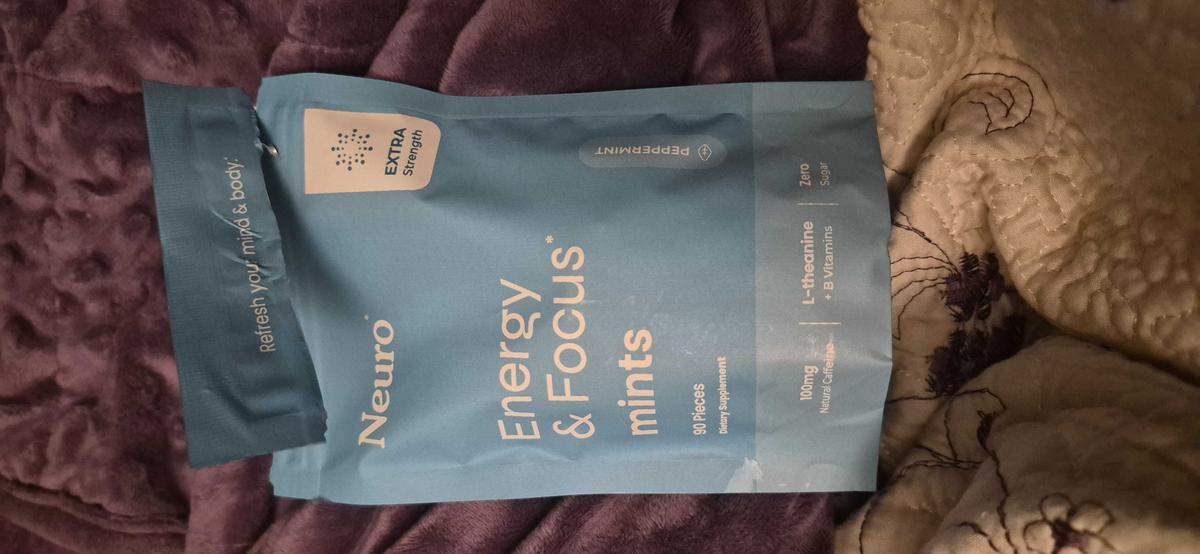 Refresh your mind & body.
EXTRA
Strength
Neuro
Energy
& Focus*
mints
PEPPERMINT
90 Pieces
Dietary Supplement
100mg
Natural Caffeine
L-theanine
+ B Vitamins
Zero
Sugar